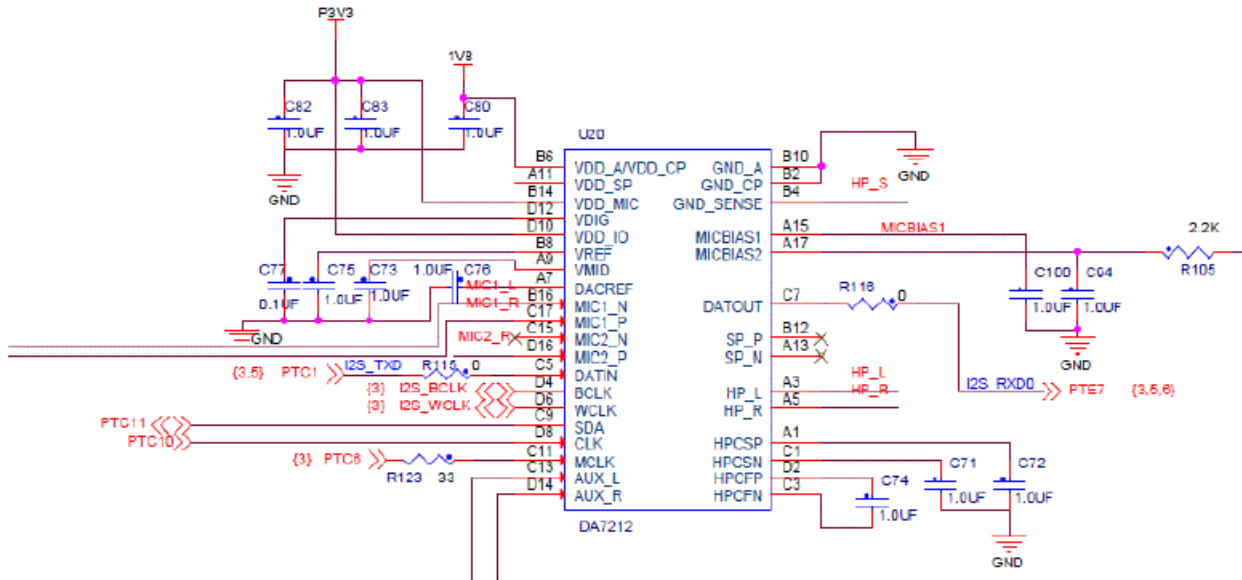 P3V3
1V8
C82
1.0UF
C83
1.0UF
C80
1.0UF
U20
B6 VDD_A/VDD_CP GND_A B10
A11 VDD_SP GND_CP B2
B14 VDD_MIC GND_SENSE B4
HP_S
GND
GND
D12 VDIG
D10 VDD_IO MICBIAS1 A15 MICBIAS1
B8 VREF MICBIAS2 A17
2.2K
R105
A9 VMID
C77
0.1UF
C75
1.0UF
C73
1.0UF
1.0UF
C76
GND
A7 DACREF
MIC1_L
MIC1_R
B16 MIC1_N DATOUT C7
R116 0
C100
1.0UF
1.0UF
GND
C17 MIC1_P
MIC2_R C15 MIC2_N SP_P B12
D16 MIC2_P SP_N A13
{3,5} PTC1 I2S_TXD R115 0 C5 DATIN
I2S_RXD0 PTE7 {3,5,6}
{3} I2S_BCLK D4 BCLK HP_L A3 HP_L
{3} I2S_WCLK D6 WCLK HP_R A5 HP_R
PTC11 C9 SDA
PTC10 D8 CLK HPCSP A1
{3} R123 33 C11 MCLK HPCSN C1
C13 AUX_L HPCFP D2
D14 AUX_R HPCFN C3
C74
1.0UF
C71
1.0UF
C72
1.0UF
GND
DA7212